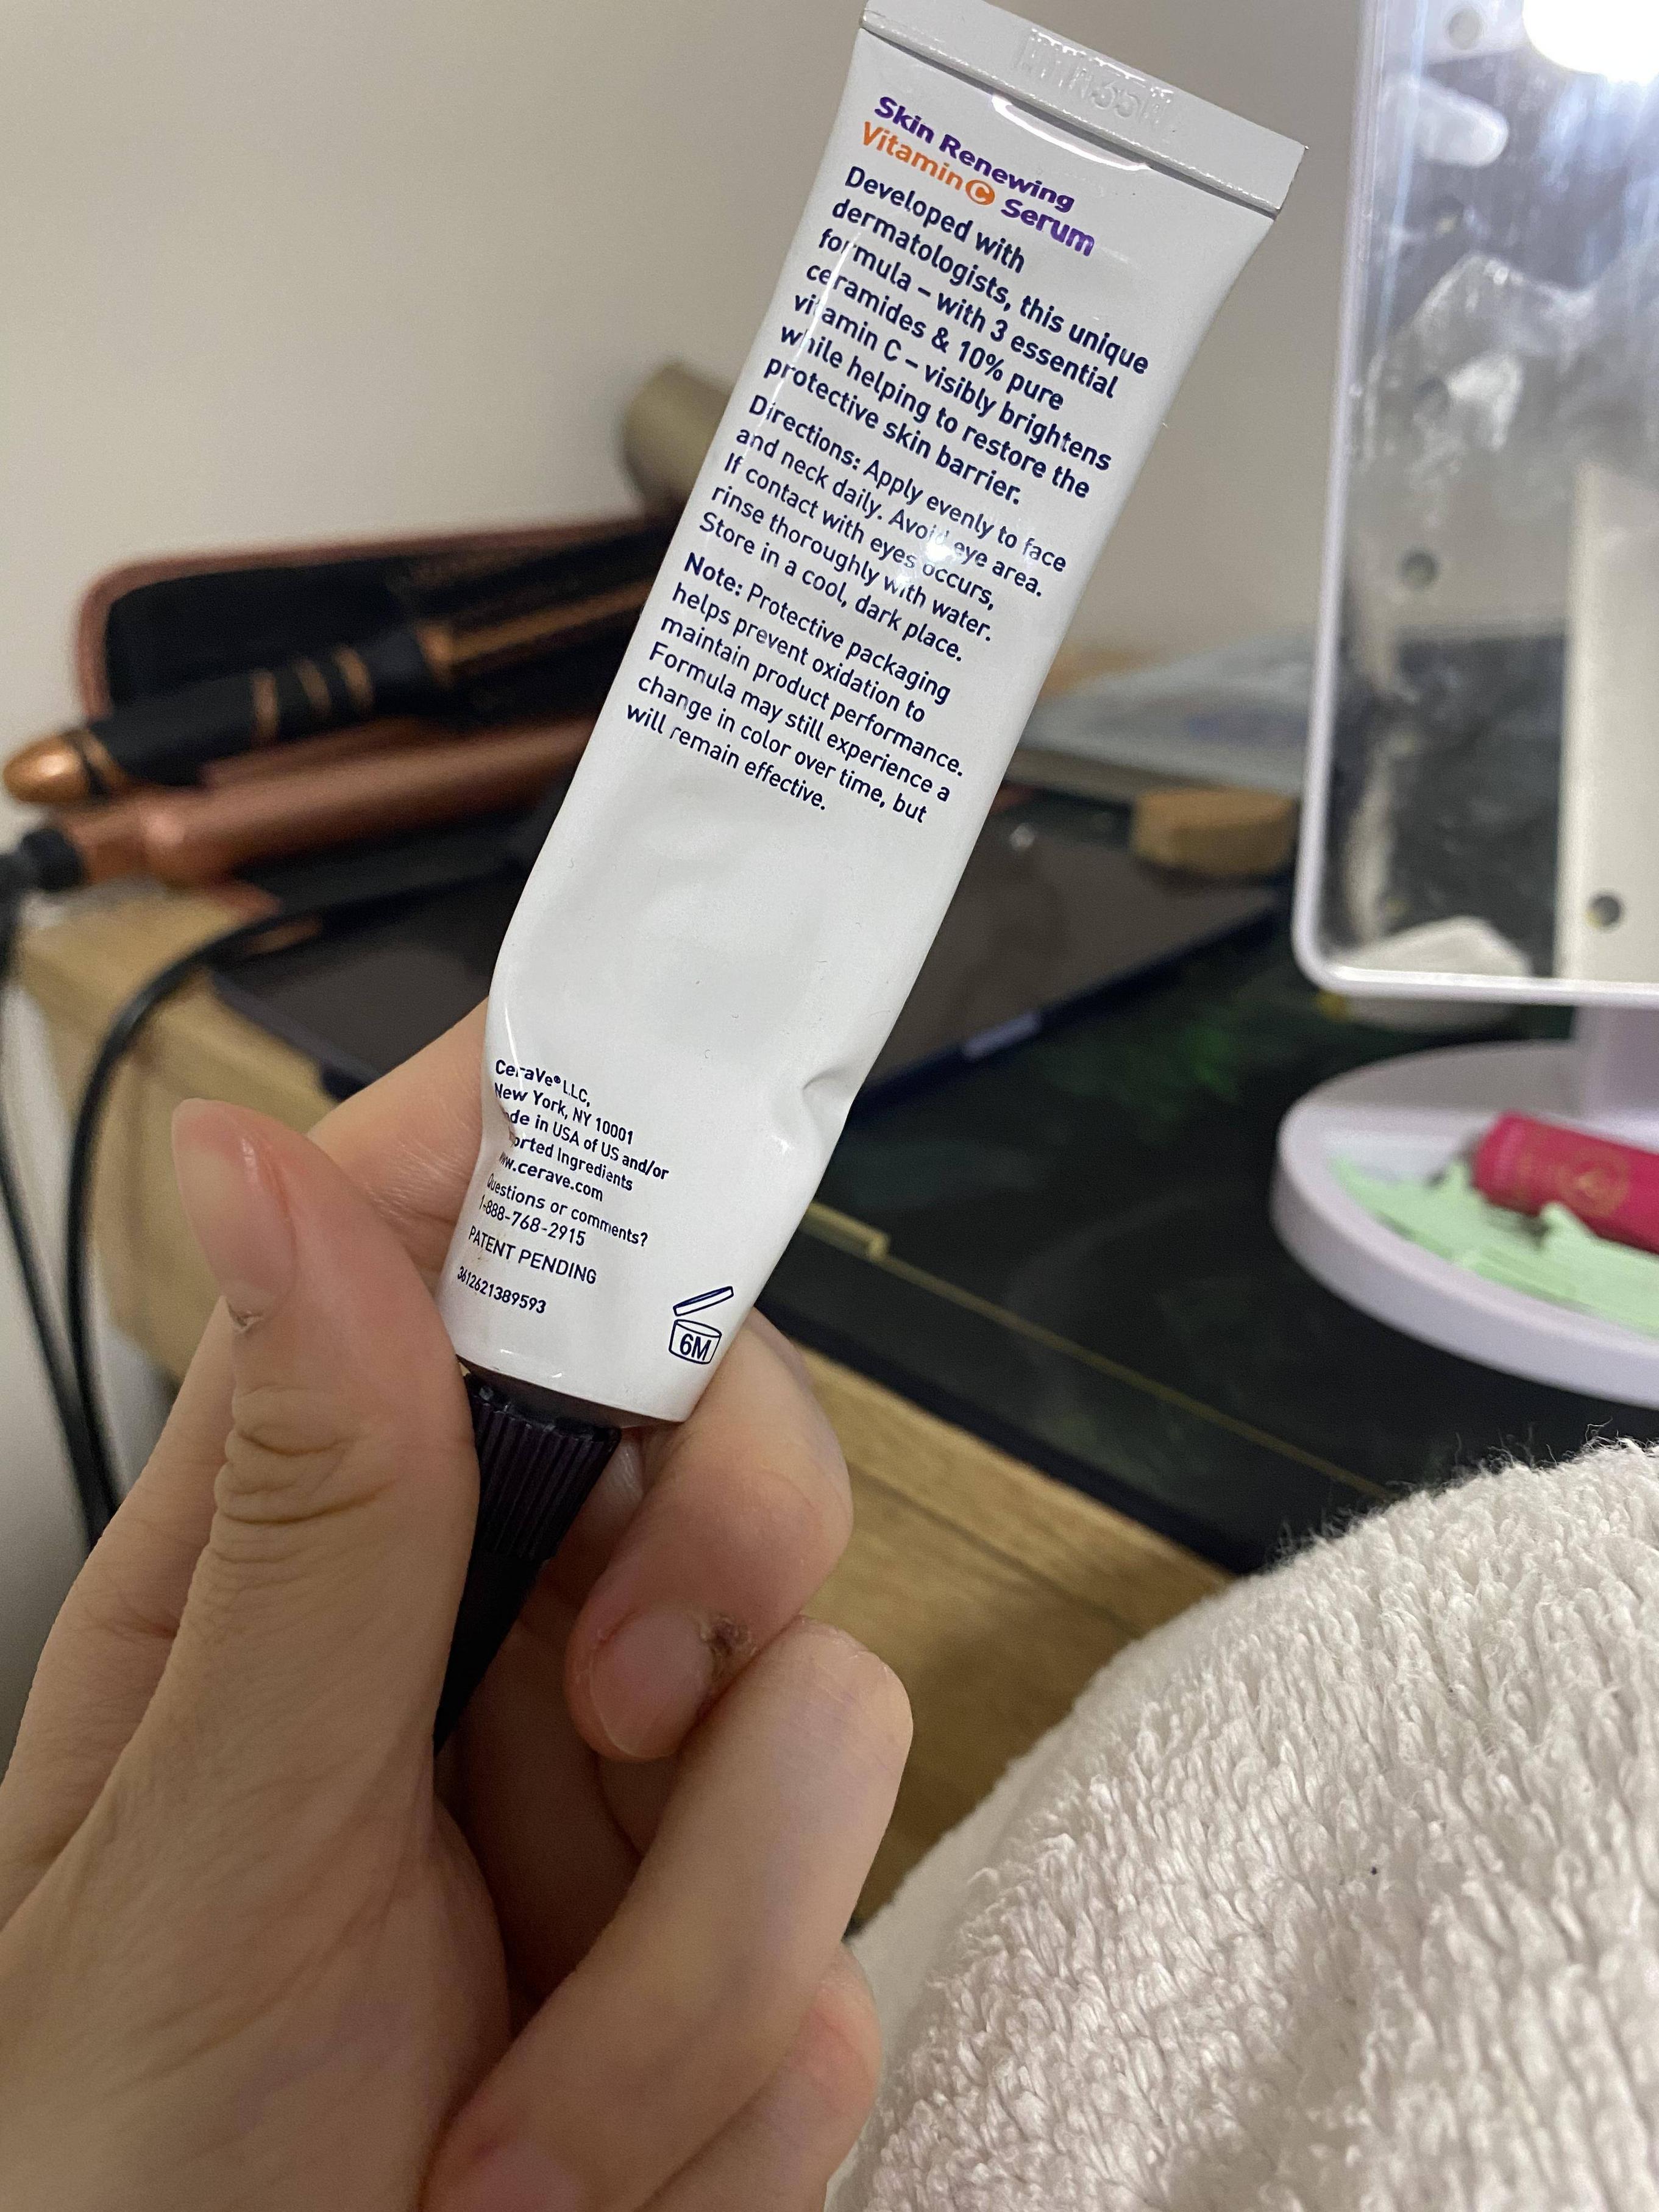 Skin Renewing
Vitamin C Serum
Developed with
dermatologists, this unique
formula – with 3 essential
ceramides & 10% pure
vitamin C – visibly brightens
while helping to restore the
protective skin barrier.
Directions: Apply evenly to face
and neck daily. Avoid eye area.
If contact with eyes occurs,
rinse thoroughly with water.
Store in a cool, dark place.
Note: Protective packaging
helps prevent oxidation to
maintain product performance.
Formula may still experience a
change in color over time, but
will remain effective.
CeraVe® LLC,
New York, NY 10001
in USA of US and/or
Ingredients
www.cerave.com
Questions or comments?
1-888-768-2915
PATENT PENDING
3612621389593
6M